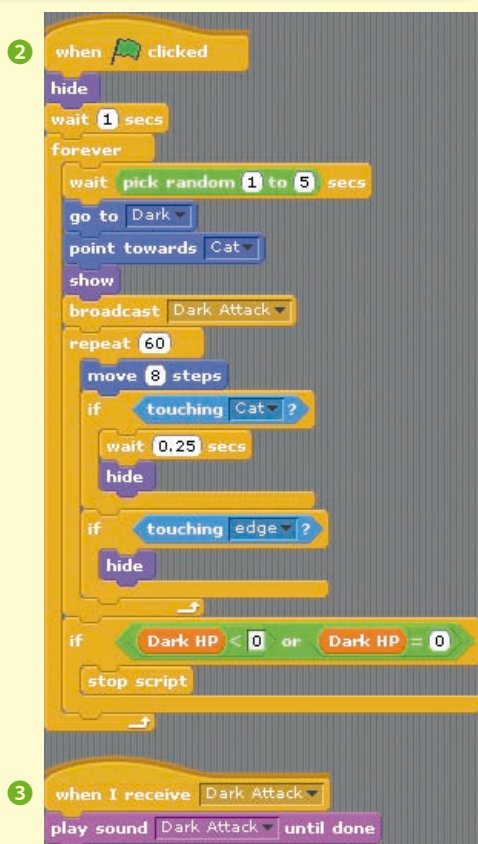 2 when clicked
hide
wait 1 secs
forever
wait pick random 1 to 5 secs
go to Dark
point towards Cat
show
broadcast Dark Attack
repeat 60
move 8 steps
if touching Cat ?
wait 0.25 secs
hide
if touching edge ?
hide
if Dark HP < 0 or Dark HP = 0
stop script
3 when I receive Dark Attack
play sound Dark Attack until done